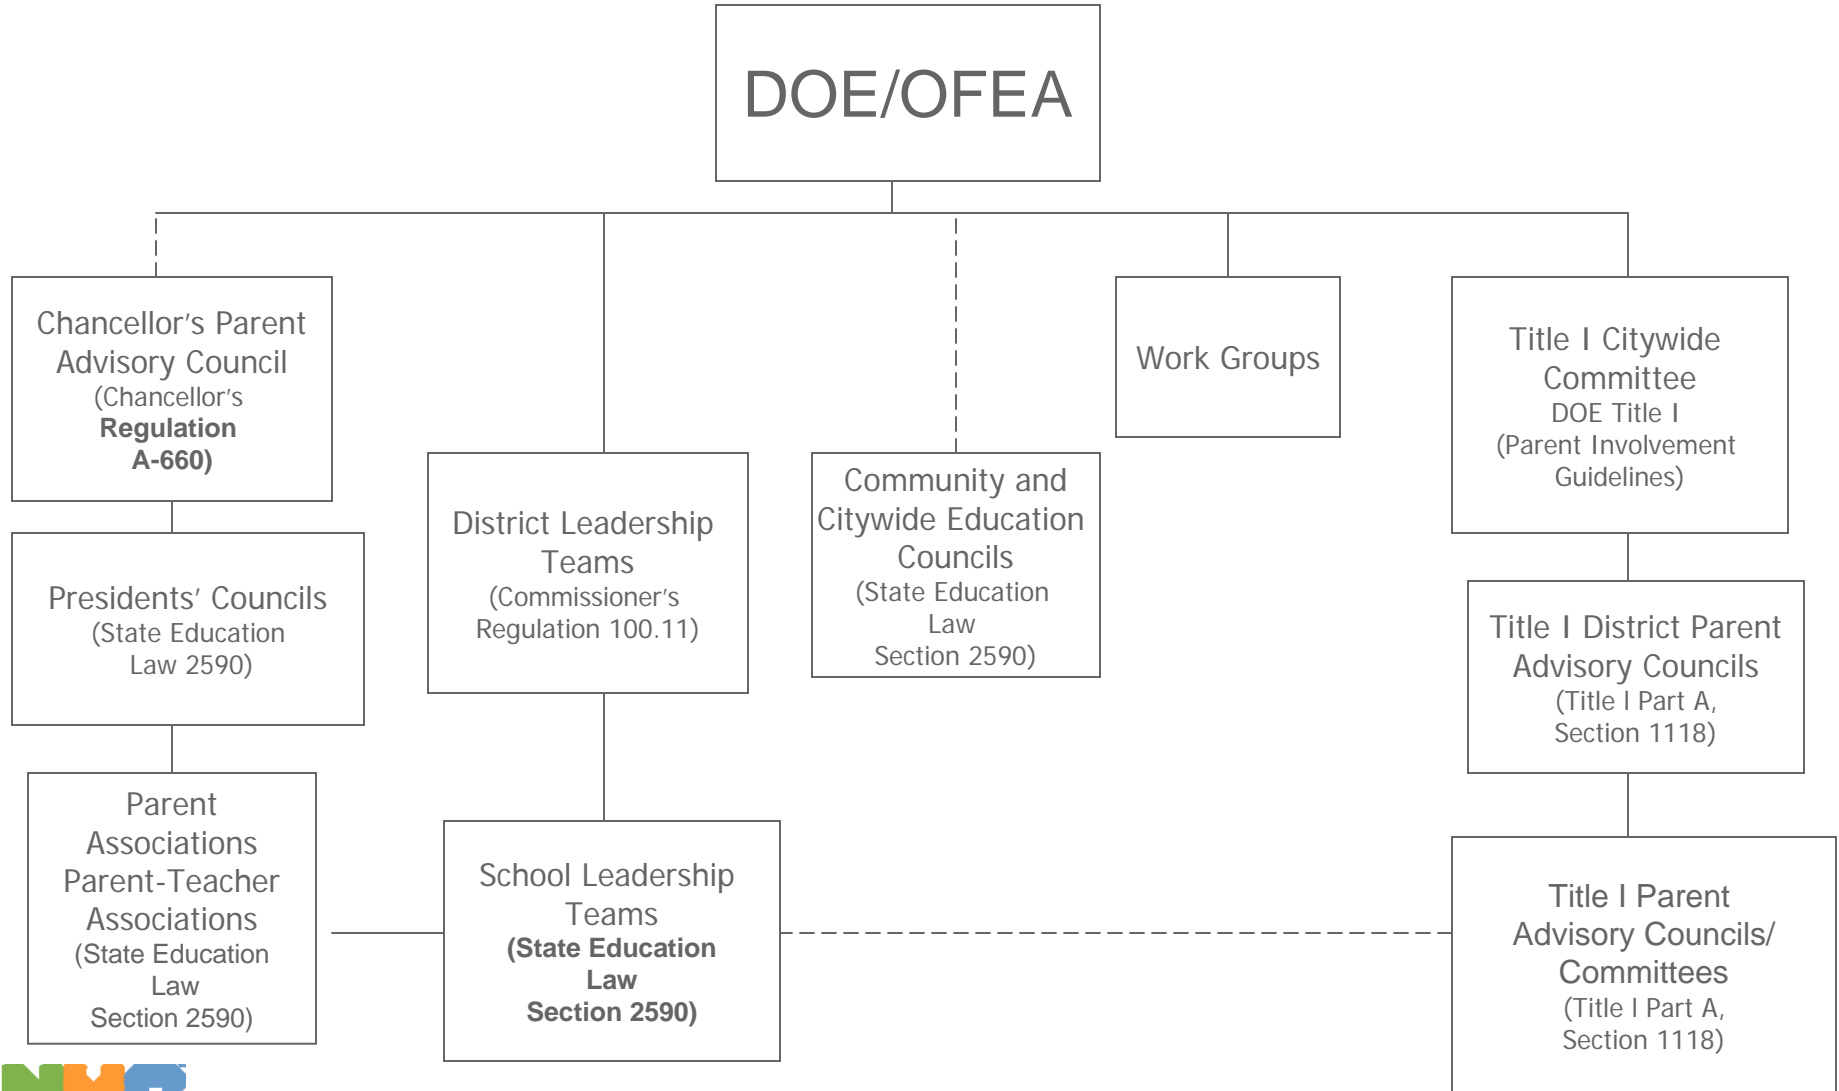 DOE/OFEA
Chancellor's Parent
Advisory Council
(Chancellor's
Regulation
A-660)
Presidents' Councils
(State Education
Law 2590)
Parent
Associations
Parent-Teacher
Associations
(State Education
Law
Section 2590)
District Leadership
Teams
(Commissioner's
Regulation 100.11)
School Leadership
Teams
(State Education
Law
Section 2590)
Community and
Citywide Education
Councils
(State Education
Law
Section 2590)
Work Groups
Title I Citywide
Committee
DOE Title I
(Parent Involvement
Guidelines)
Title I District Parent
Advisory Councils
(Title I Part A,
Section 1118)
Title I Parent
Advisory Councils/
Committees
(Title I Part A,
Section 1118)